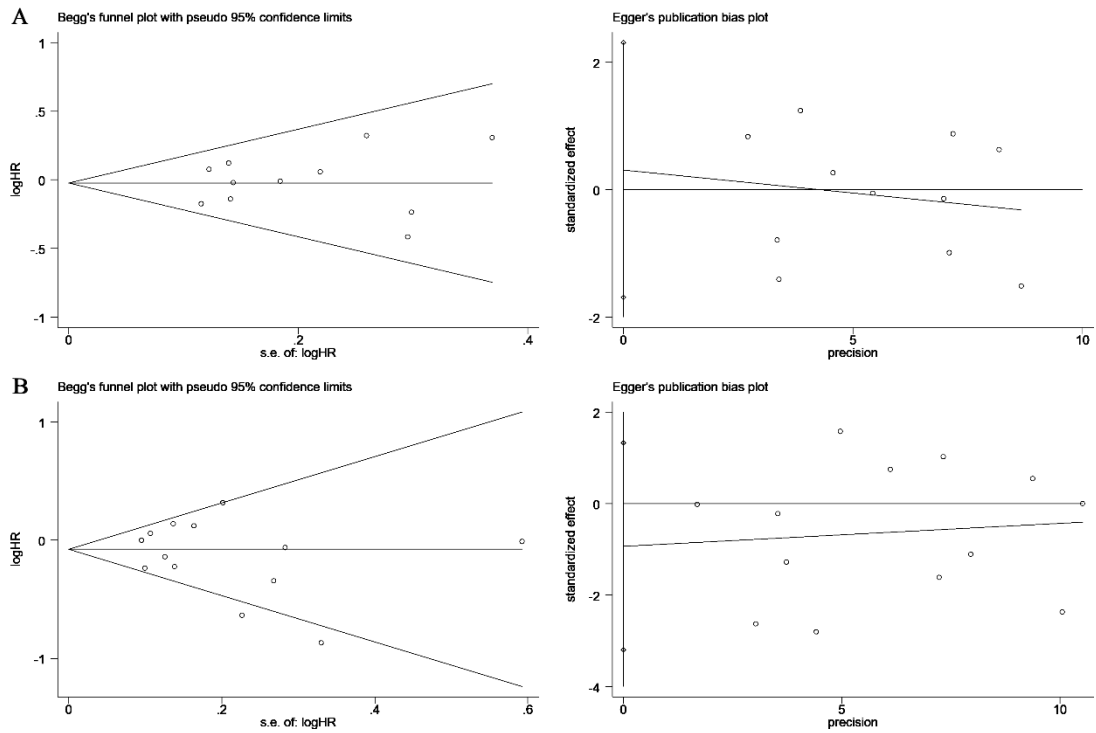 A
Begg's funnel plot with pseudo 95% confidence limits
1
.5
0
-.5
-1
logHR
0
.2
.4
s.e. of: logHR
Egger's publication bias plot
2
0
-2
standardized effect
0
5
10
precision
B
Begg's funnel plot with pseudo 95% confidence limits
1
0
-1
logHR
0
.2
.4
.6
s.e. of: logHR
Egger's publication bias plot
2
0
-2
-4
standardized effect
0
5
10
precision